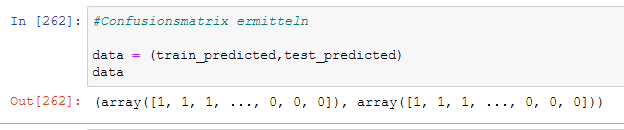 In [262]: #Confusionsmatrix ermitteln
data = (train_predicted,test_predicted)
data
Out[262]: (array([1, 1, 1, ..., 0, 0, 0]), array([1, 1, 1, ..., 0, 0, 0]))